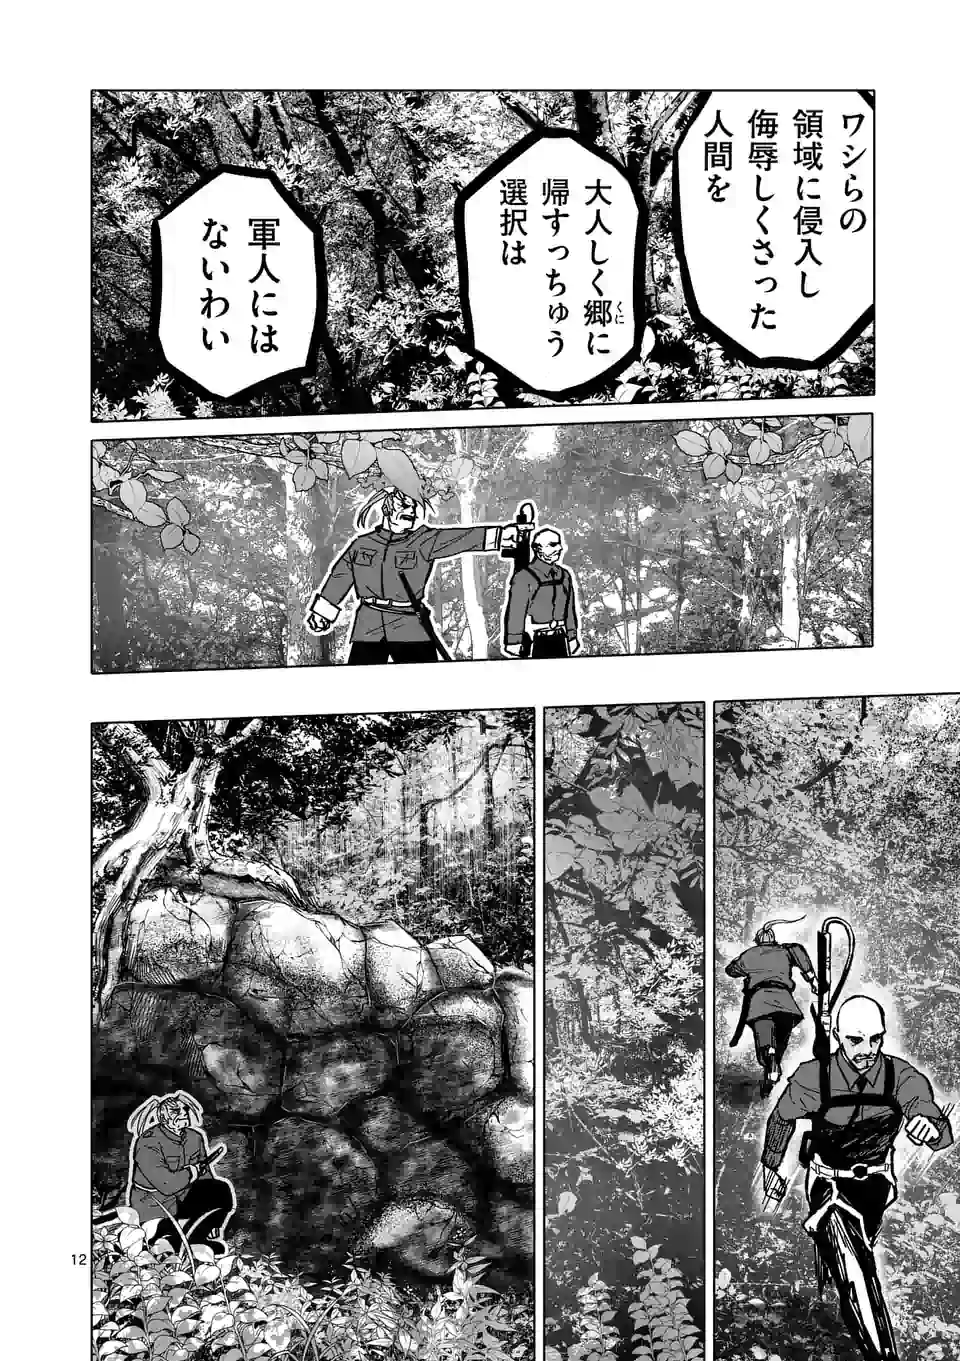 ワシらの
領域に侵入し
侮辱しくさった
人間を
大人しく郷に
くに
帰すっちゅう
選択は
軍人には
ないわい
12